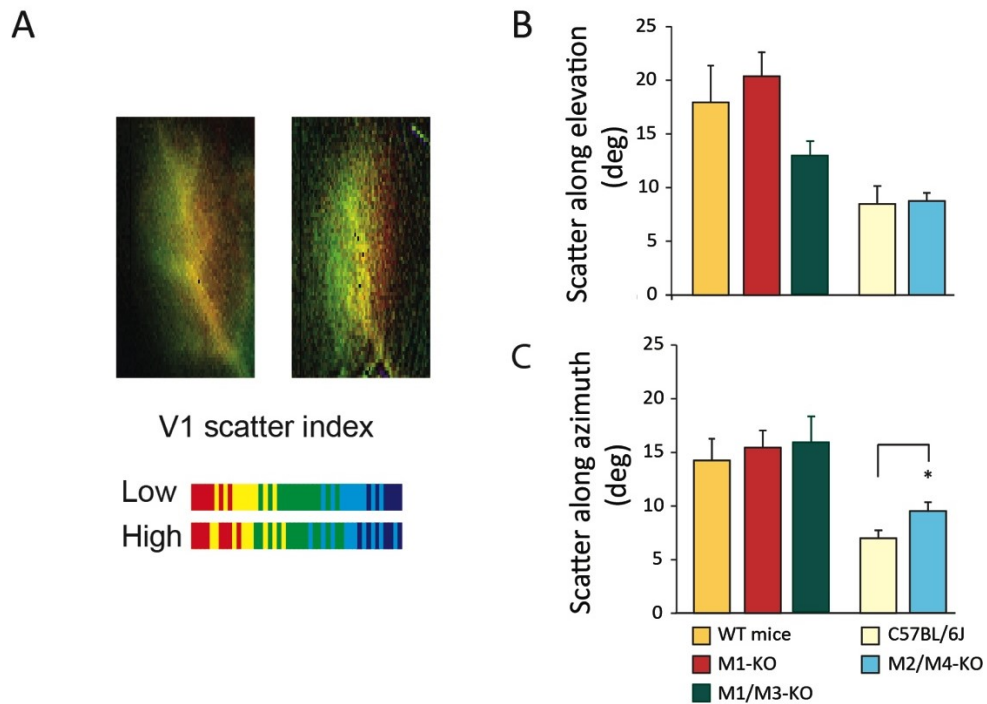 A
V1 scatter index
Low
High
B
Scatter along elevation
(deg)
25
20
15
10
5
0
C
Scatter along azimuth
(deg)
25
20
15
10
5
0
*
WT mice
M1-KO
M1/M3-KO
C57BL/6J
M2/M4-KO